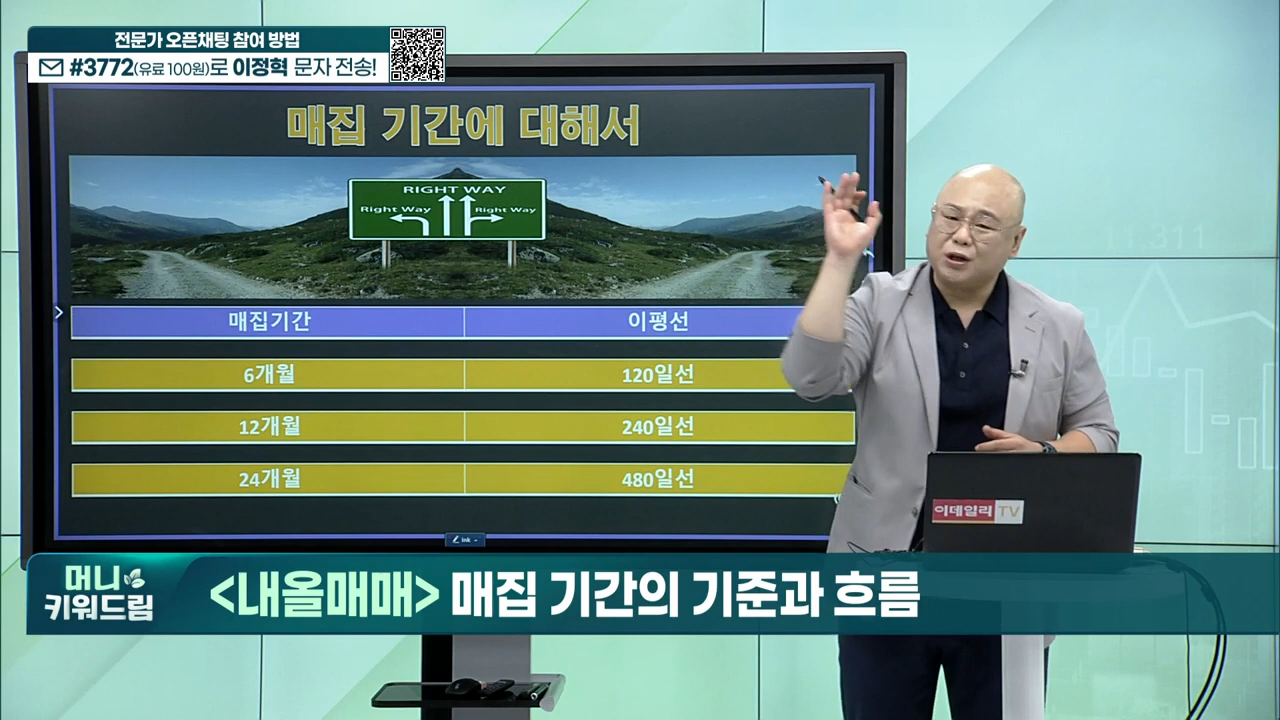 전문가 오픈채팅 참여 방법
#3772(유료 100원)로 이정혁 문자 전송!
매집 기간에 대해서
RIGHT WAY
Right Way
Right Way
매집기간 이평선
6개월 120일선
12개월 240일선
24개월 480일선
Ink
11,311
이데일리 TV
머니
키워드림
<내올매매> 매집 기간의 기준과 흐름